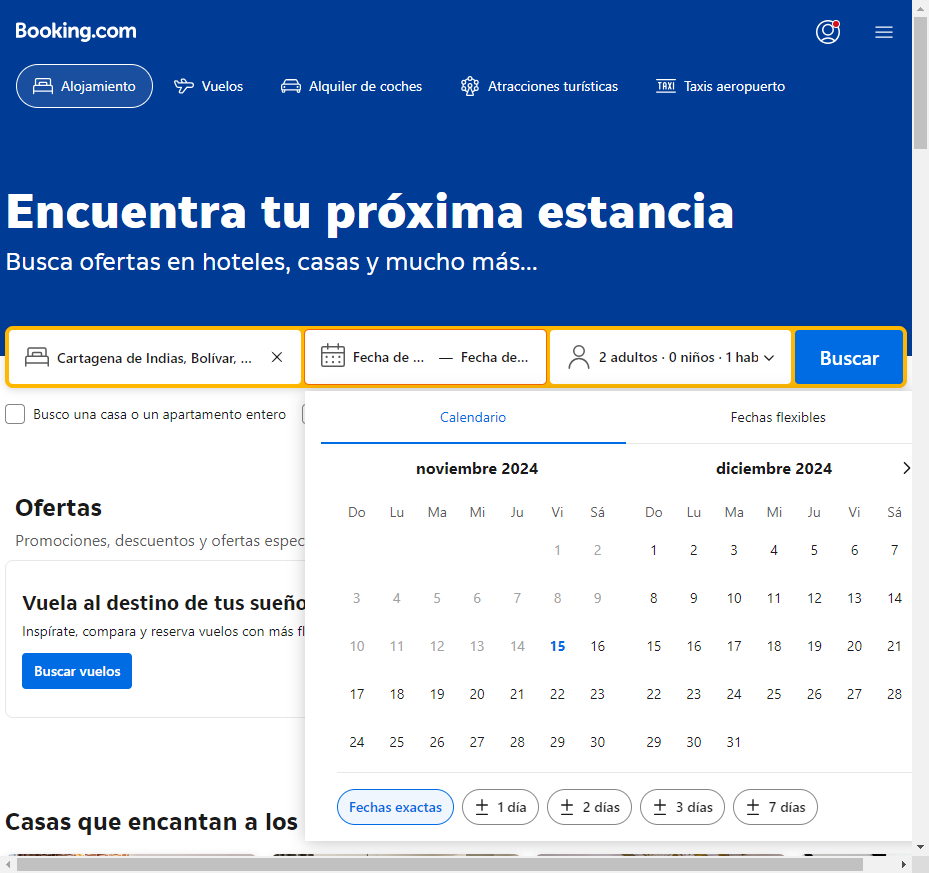 Booking.com
Alojamiento
Vuelos
Alquiler de coches
Atracciones turísticas
TAXI Taxis aeropuerto
Encuentra tu próxima estancia
Busca ofertas en hoteles, casas y mucho más...
Cartagena de Indias, Bolívar, ...
Fecha de ... — Fecha de...
2 adultos · 0 niños · 1 hab
Buscar
Busco una casa o un apartamento entero
Calendario
Fechas flexibles
noviembre 2024
Do Lu Ma Mi Ju Vi Sá
1 2
3 4 5 6 7 8 9
10 11 12 13 14 15 16
17 18 19 20 21 22 23
24 25 26 27 28 29 30
diciembre 2024
Do Lu Ma Mi Ju Vi Sá
1 2 3 4 5 6 7
8 9 10 11 12 13 14
15 16 17 18 19 20 21
22 23 24 25 26 27 28
29 30 31
Fechas exactas
± 1 día
± 2 días
± 3 días
± 7 días
Ofertas
Promociones, descuentos y ofertas espec
Vuela al destino de tus sueño
Inspírate, compara y reserva vuelos con más fl
Buscar vuelos
Casas que encantan a los